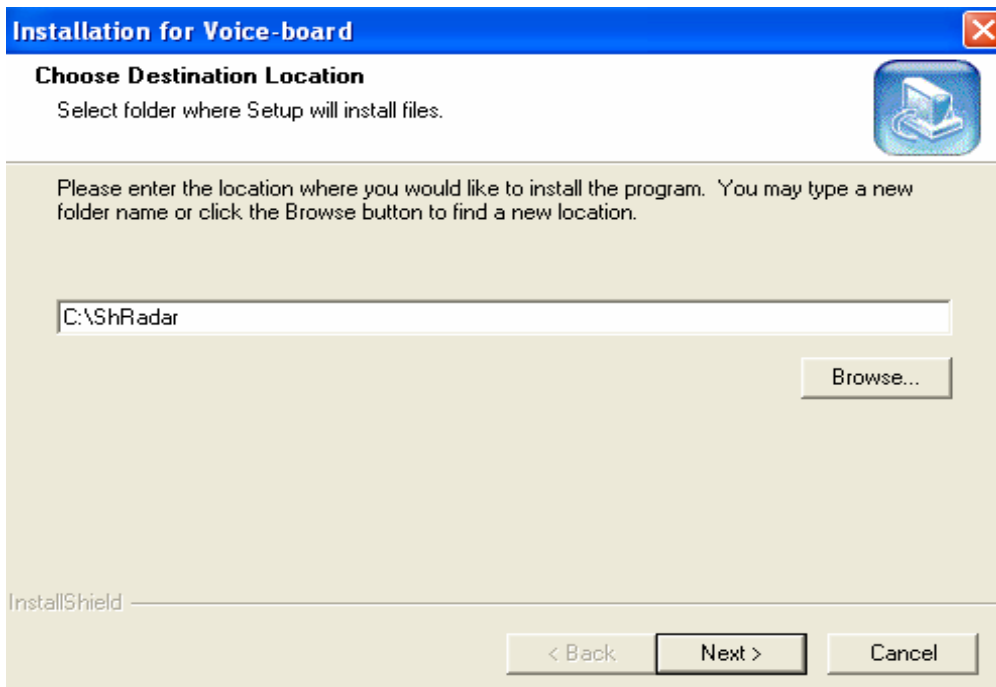 Installation for Voice-board
Choose Destination Location
Select folder where Setup will install files.
Please enter the location where you would like to install the program.  You may type a new
folder name or click the Browse button to find a new location.
C:\ShRadar
Browse...
InstallShield
< Back
Next >
Cancel